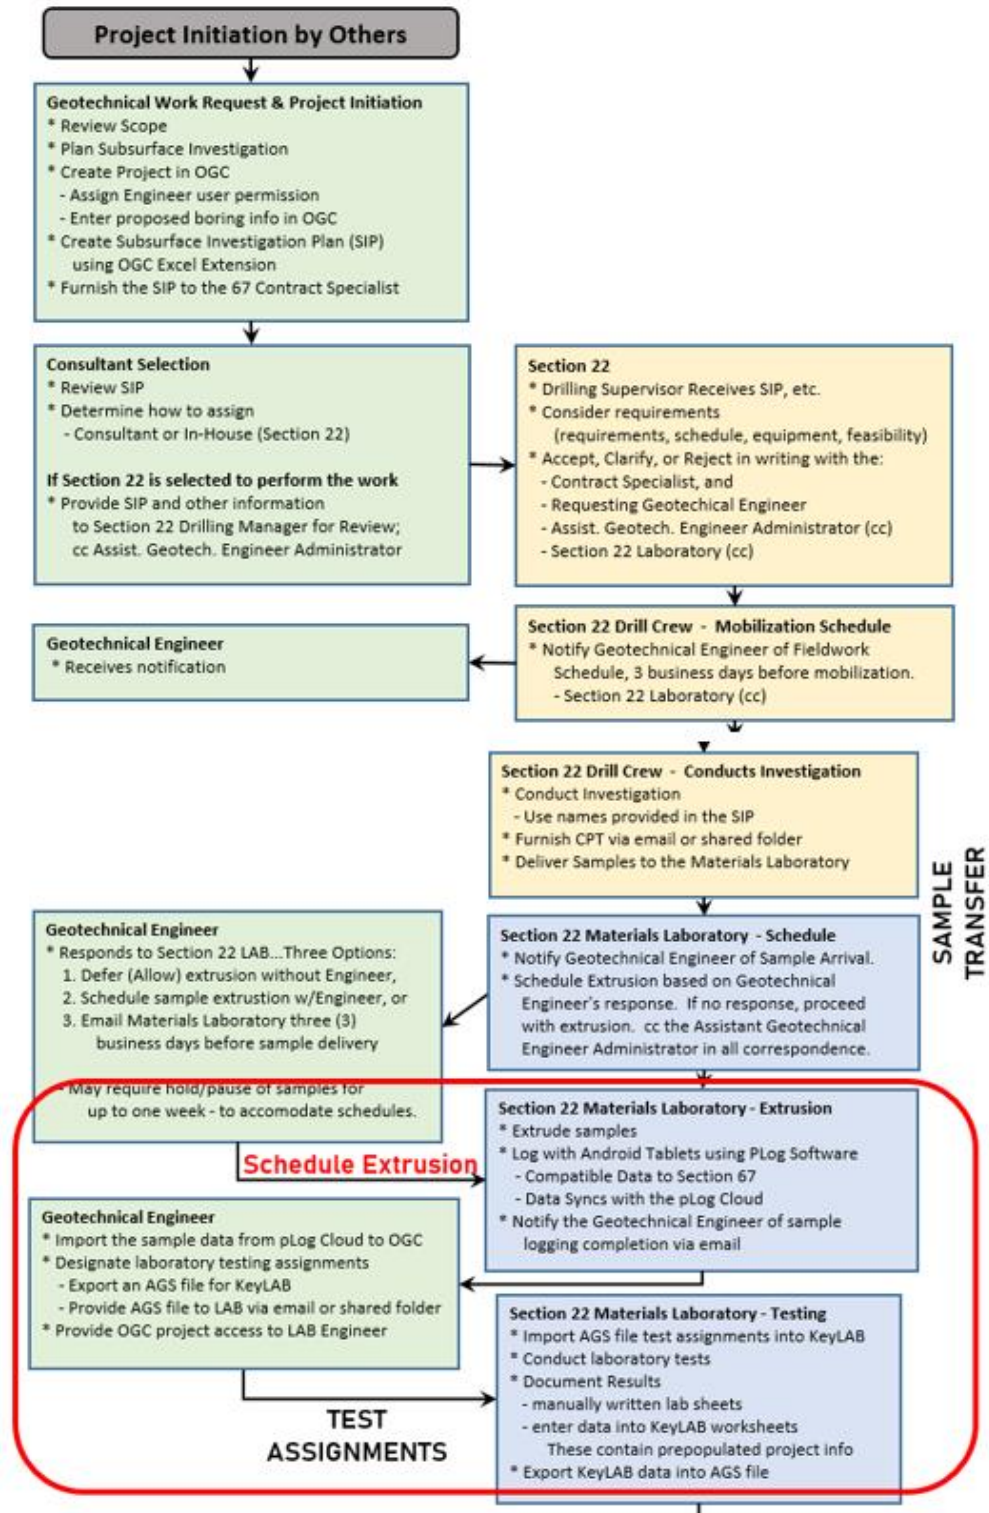 Project Initiation by Others
Geotechnical Work Request & Project Initiation
* Review Scope
* Plan Subsurface Investigation
* Create Project in OGC
- Assign Engineer user permission
- Enter proposed boring info in OGC
* Create Subsurface Investigation Plan (SIP)
using OGC Excel Extension
* Furnish the SIP to the 67 Contract Specialist
Consultant Selection
* Review SIP
* Determine how to assign
- Consultant or In-House (Section 22)
If Section 22 is selected to perform the work
* Provide SIP and other information
to Section 22 Drilling Manager for Review;
cc Assist. Geotech. Engineer Administrator
Section 22
* Drilling Supervisor Receives SIP, etc.
* Consider requirements
(requirements, schedule, equipment, feasibility)
* Accept, Clarify, or Reject in writing with the:
- Contract Specialist, and
- Requesting Geotechical Engineer
- Assist. Geotech. Engineer Administrator (cc)
- Section 22 Laboratory (cc)
Section 22 Drill Crew - Mobilization Schedule
* Notify Geotechnical Engineer of Fieldwork
Schedule, 3 business days before mobilization.
- Section 22 Laboratory (cc)
Geotechnical Engineer
* Receives notification
Section 22 Drill Crew - Conducts Investigation
* Conduct Investigation
- Use names provided in the SIP
* Furnish CPT via email or shared folder
* Deliver Samples to the Materials Laboratory
SAMPLE
TRANSFER
Section 22 Materials Laboratory - Schedule
* Notify Geotechnical Engineer of Sample Arrival.
* Schedule Extrusion based on Geotechnical
Engineer's response. If no response, proceed
with extrusion. cc the Assistant Geotechnical
Engineer Administrator in all correspondence.
Geotechnical Engineer
* Responds to Section 22 LAB...Three Options:
1. Defer (Allow) extrusion without Engineer,
2. Schedule sample extrustion w/Engineer, or
3. Email Materials Laboratory three (3)
business days before sample delivery
- May require hold/pause of samples for
up to one week - to accomodate schedules.
Schedule Extrusion
Section 22 Materials Laboratory - Extrusion
* Extrude samples
* Log with Android Tablets using PLog Software
- Compatible Data to Section 67
- Data Syncs with the pLog Cloud
* Notify the Geotechnical Engineer of sample
logging completion via email
Geotechnical Engineer
* Import the sample data from pLog Cloud to OGC
* Designate laboratory testing assignments
- Export an AGS file for KeyLAB
- Provide AGS file to LAB via email or shared folder
* Provide OGC project access to LAB Engineer
TEST
ASSIGNMENTS
Section 22 Materials Laboratory - Testing
* Import AGS file test assignments into KeyLAB
* Conduct laboratory tests
* Document Results
- manually written lab sheets
- enter data into KeyLAB worksheets
These contain prepopulated project info
* Export KeyLAB data into AGS file